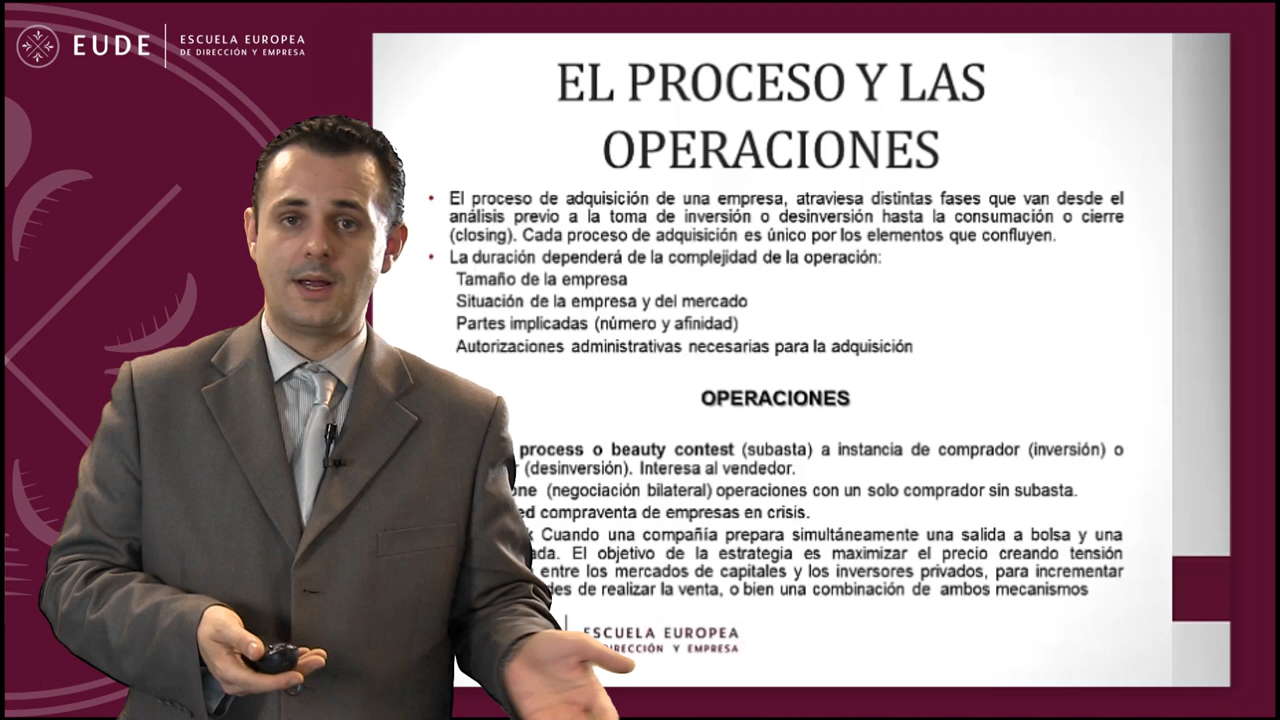 EUDE
ESCUELA EUROPEA
DE DIRECCIÓN Y EMPRESA
EL PROCESO Y LAS
OPERACIONES
• El proceso de adquisición de una empresa, atraviesa distintas fases que van desde el
análisis previo a la toma de inversión o desinversión hasta la consumación o cierre
(closing). Cada proceso de adquisición es único por los elementos que confluyen.
• La duración dependerá de la complejidad de la operación:
Tamaño de la empresa
Situación de la empresa y del mercado
Partes implicadas (número y afinidad)
Autorizaciones administrativas necesarias para la adquisición
OPERACIONES
process o beauty contest (subasta) a instancia de comprador (inversión) o
(desinversión). Interesa al vendedor.
(negociación bilateral) operaciones con un solo comprador sin subasta.
compraventa de empresas en crisis.
Cuando una compañía prepara simultáneamente una salida a bolsa y una
El objetivo de la estrategia es maximizar el precio creando tensión
entre los mercados de capitales y los inversores privados, para incrementar
de realizar la venta, o bien una combinación de ambos mecanismos
ESCUELA EUROPEA
DIRECCIÓN Y EMPRESA